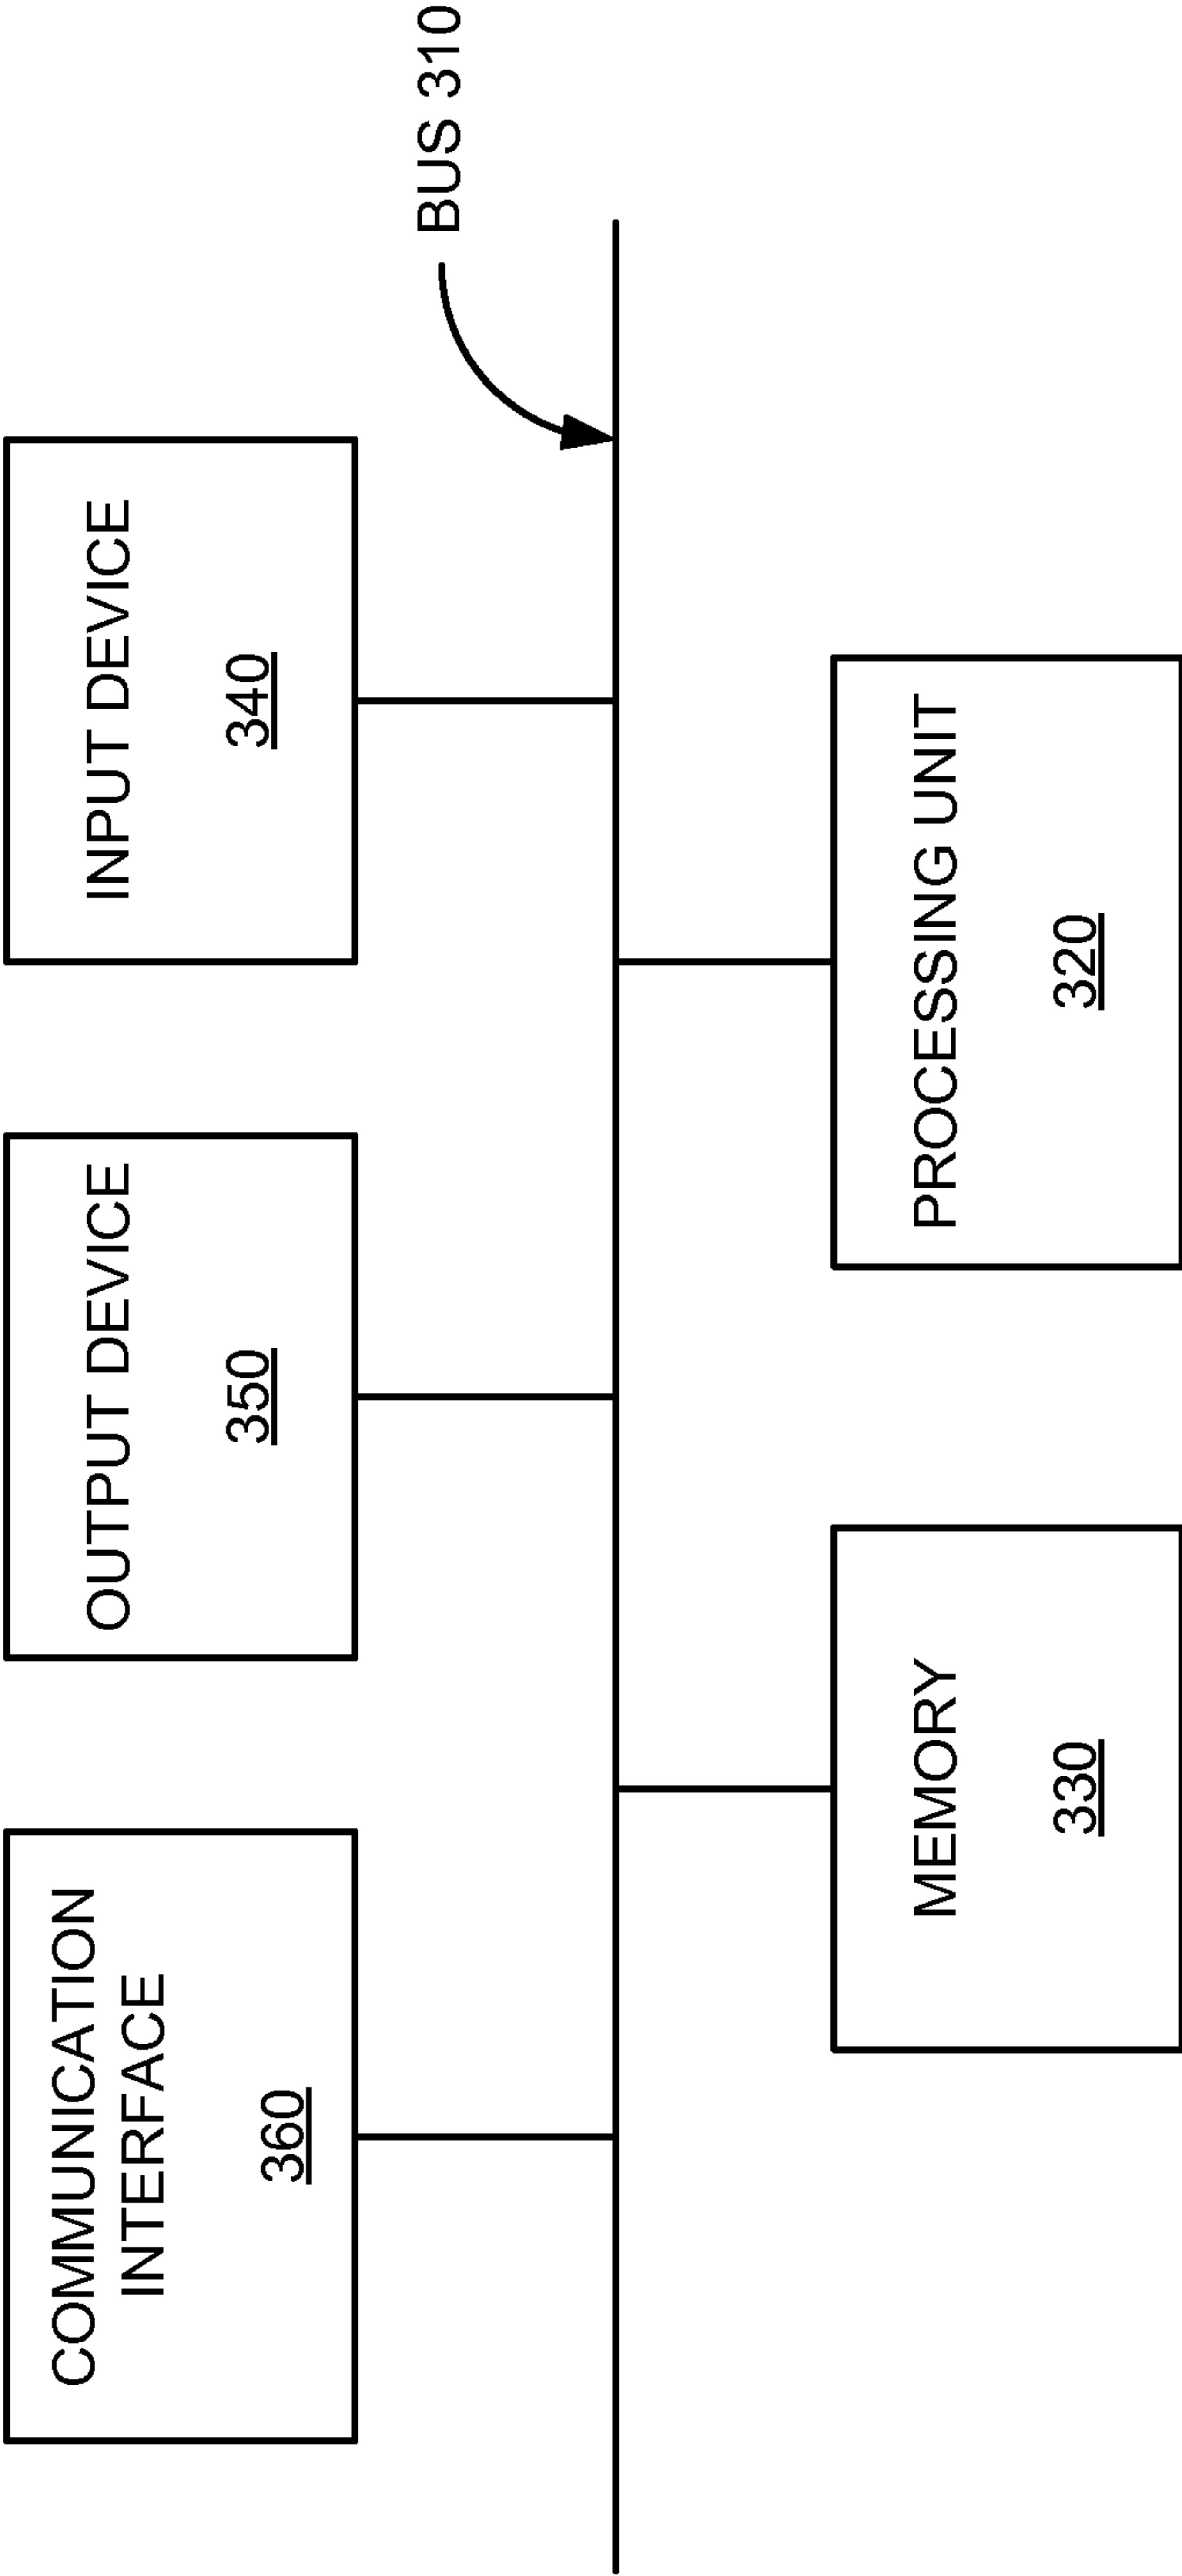 COMMUNICATION
INTERFACE
360
OUTPUT DEVICE
350
INPUT DEVICE
340
BUS 310
MEMORY
330
PROCESSING UNIT
320